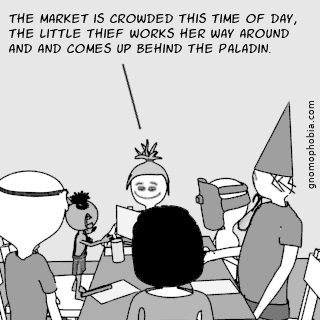 THE MARKET IS CROWDED THIS TIME OF DAY,
THE LITTLE THIEF WORKS HER WAY AROUND
AND AND COMES UP BEHIND THE PALADIN.
gnomophobia.com